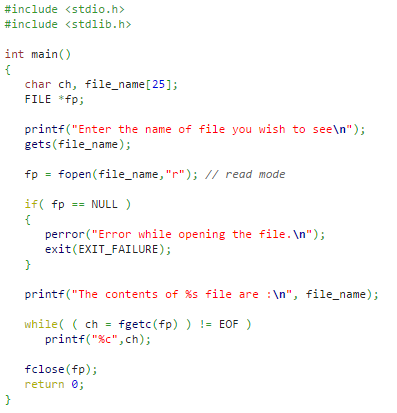 #include <stdio.h>
#include <stdlib.h>

int main()
{
   char ch, file_name[25];
   FILE *fp;

   printf("Enter the name of file you wish to see\n");
   gets(file_name);

   fp = fopen(file_name,"r"); // read mode

   if( fp == NULL )
   {
      perror("Error while opening the file.\n");
      exit(EXIT_FAILURE);
   }

   printf("The contents of %s file are :\n", file_name);

   while( ( ch = fgetc(fp) ) != EOF )
      printf("%c",ch);

   fclose(fp);
   return 0;
}